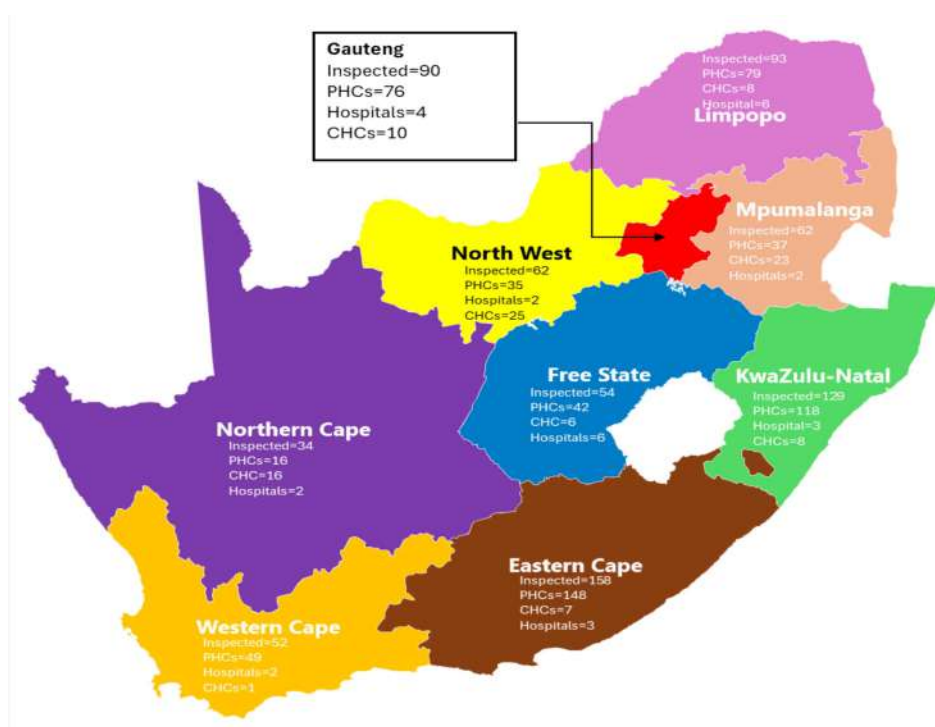 Gauteng
Inspected=90
PHCs=76
Hospitals=4
CHCs=10
Inspected=93
PHCs=79
CHCs=8
Hospital=6
Limpopo
Mpumalanga
Inspected=62
PHCs=37
CHCs=23
Hospitals=2
North West
Inspected=62
PHCs=35
Hospitals=2
CHCs=25
Free State
Inspected=54
PHCs=42
CHC=6
Hospitals=6
KwaZulu-Natal
Inspected=129
PHCs=118
Hospital=3
CHCs=8
Northern Cape
Inspected=34
PHCs=16
CHC=16
Hospitals=2
Eastern Cape
Inspected=158
PHCs=148
CHCs=7
Hospitals=3
Western Cape
Inspected=52
PHCs=49
Hospitals=2
CHCs=1